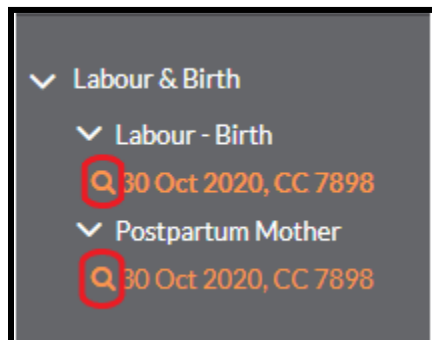 Labour & Birth
Labour - Birth
30 Oct 2020, CC 7898
Postpartum Mother
30 Oct 2020, CC 7898